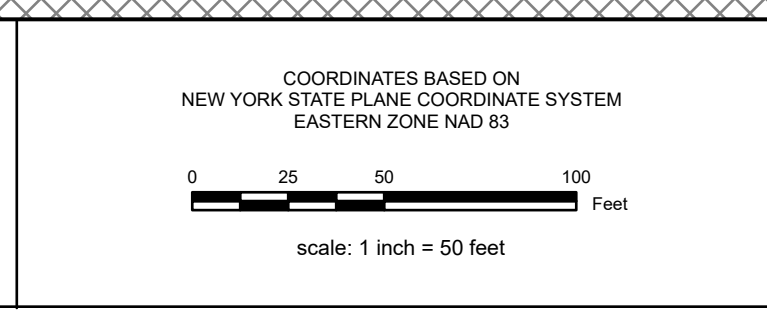 COORDINATES BASED ON
NEW YORK STATE PLANE COORDINATE SYSTEM
EASTERN ZONE NAD 83
0 25 50 100
Feet
scale: 1 inch = 50 feet